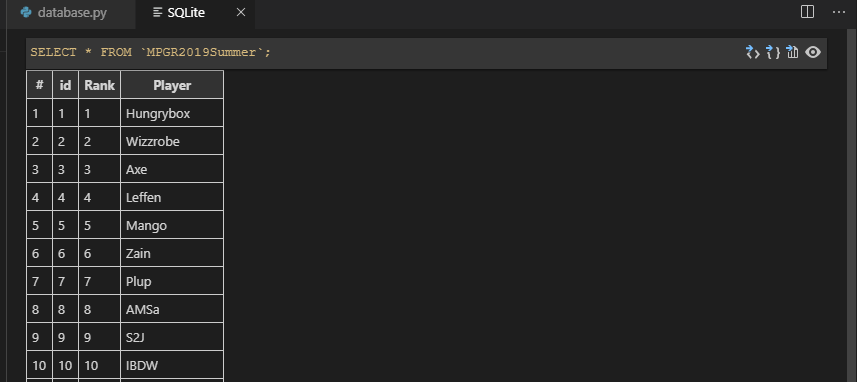 database.py SQLite
SELECT * FROM `MPGR2019Summer`;
# id Rank Player
1 1 1 Hungrybox
2 2 2 Wizzrobe
3 3 3 Axe
4 4 4 Leffen
5 5 5 Mango
6 6 6 Zain
7 7 7 Plup
8 8 8 AMSa
9 9 9 S2J
10 10 10 IBDW